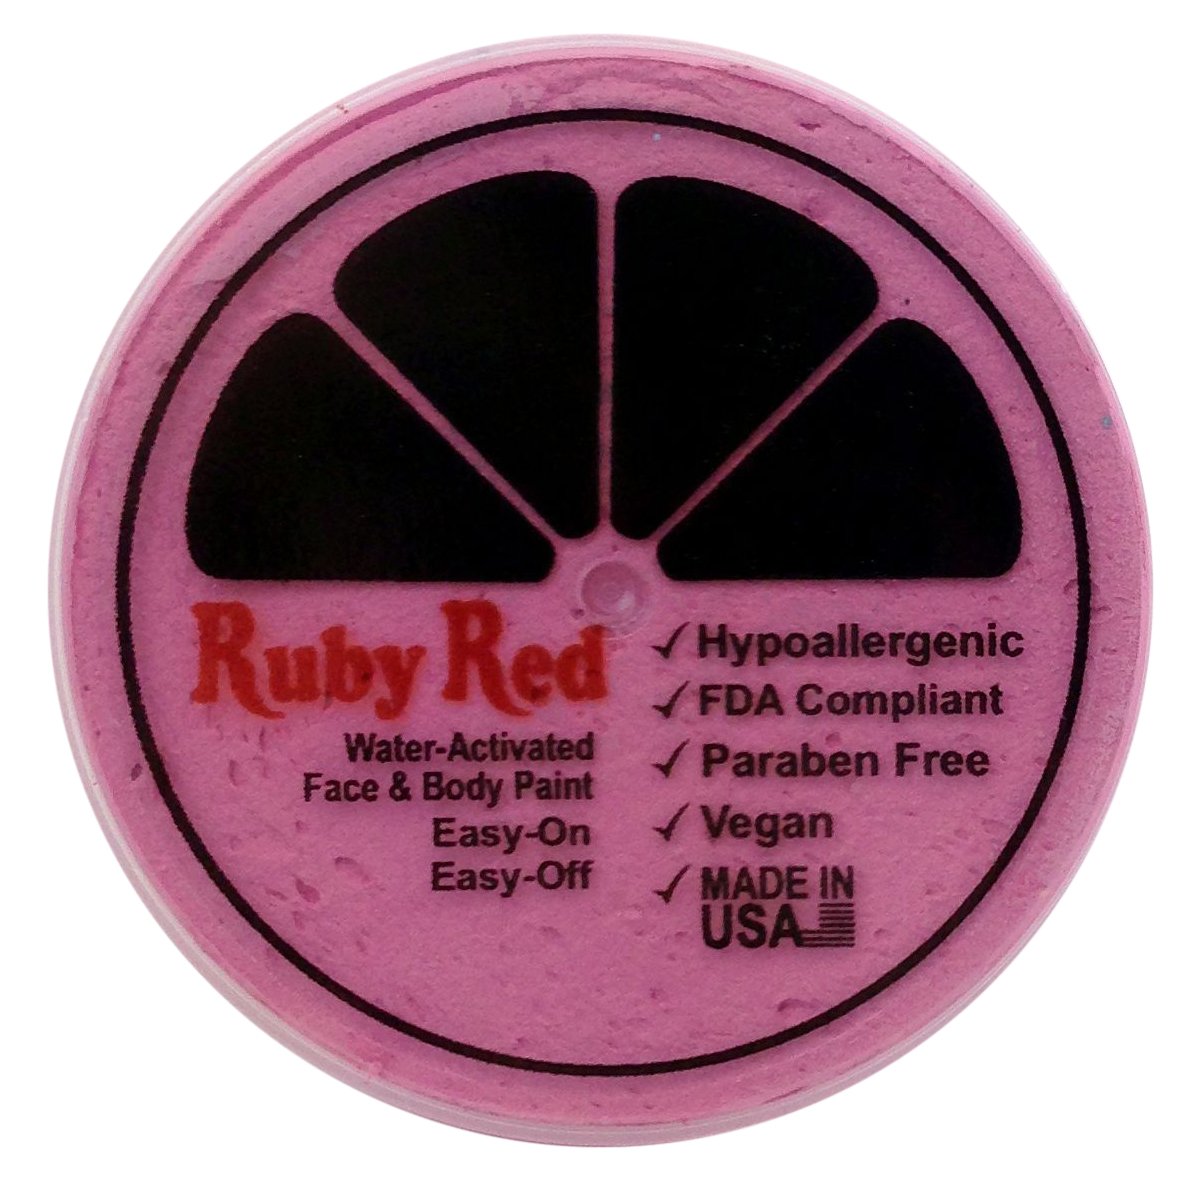 Ruby Red
Water-Activated
Face & Body Paint
Easy-On
Easy-Off
✓ Hypoallergenic
✓ FDA Compliant
✓ Paraben Free
✓ Vegan
✓ MADE IN
USA